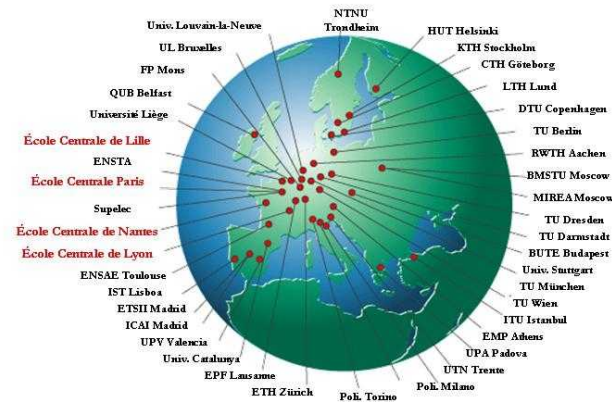 NTNU
Trondheim
Univ. Louvain-la-Neuve
UL Bruxelles
FP Mons
QUB Belfast
Université Liège
École Centrale de Lille
ENSTA
École Centrale Paris
Supelec
École Centrale de Nantes
École Centrale de Lyon
ENSAE Toulouse
IST Lisboa
ETSII Madrid
ICAI Madrid
UPV Valencia
Univ. Catalunya
EPF Lausanne
ETH Zürich
Poli. Torino
Poli. Milano
UTN Trente
UPA Padova
EMP Athens
ITU Istanbul
TU Wien
TU München
Univ. Stuttgart
BUTE Budapest
TU Darmstadt
TU Dresden
MIREA Moscow
BMSTU Moscow
RWTH Aachen
TU Berlin
DTU Copenhagen
LTH Lund
CTH Göteborg
KTH Stockholm
HUT Helsinki